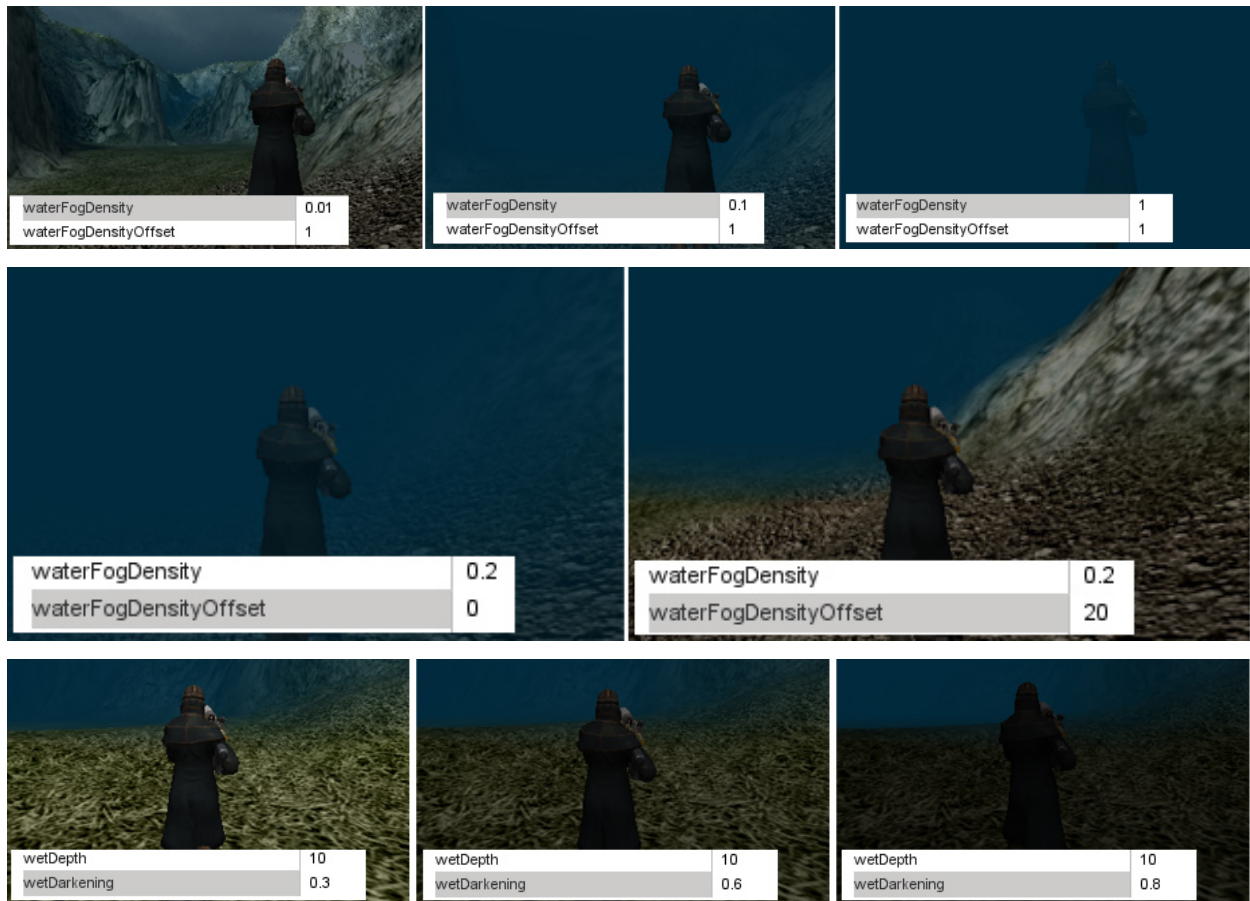 waterFogDensity 0.01
waterFogDensityOffset 1
waterFogDensity 0.1
waterFogDensityOffset 1
waterFogDensity 1
waterFogDensityOffset 1
waterFogDensity 0.2
waterFogDensityOffset 0
waterFogDensity 0.2
waterFogDensityOffset 20
wetDepth 10
wetDarkening 0.3
wetDepth 10
wetDarkening 0.6
wetDepth 10
wetDarkening 0.8